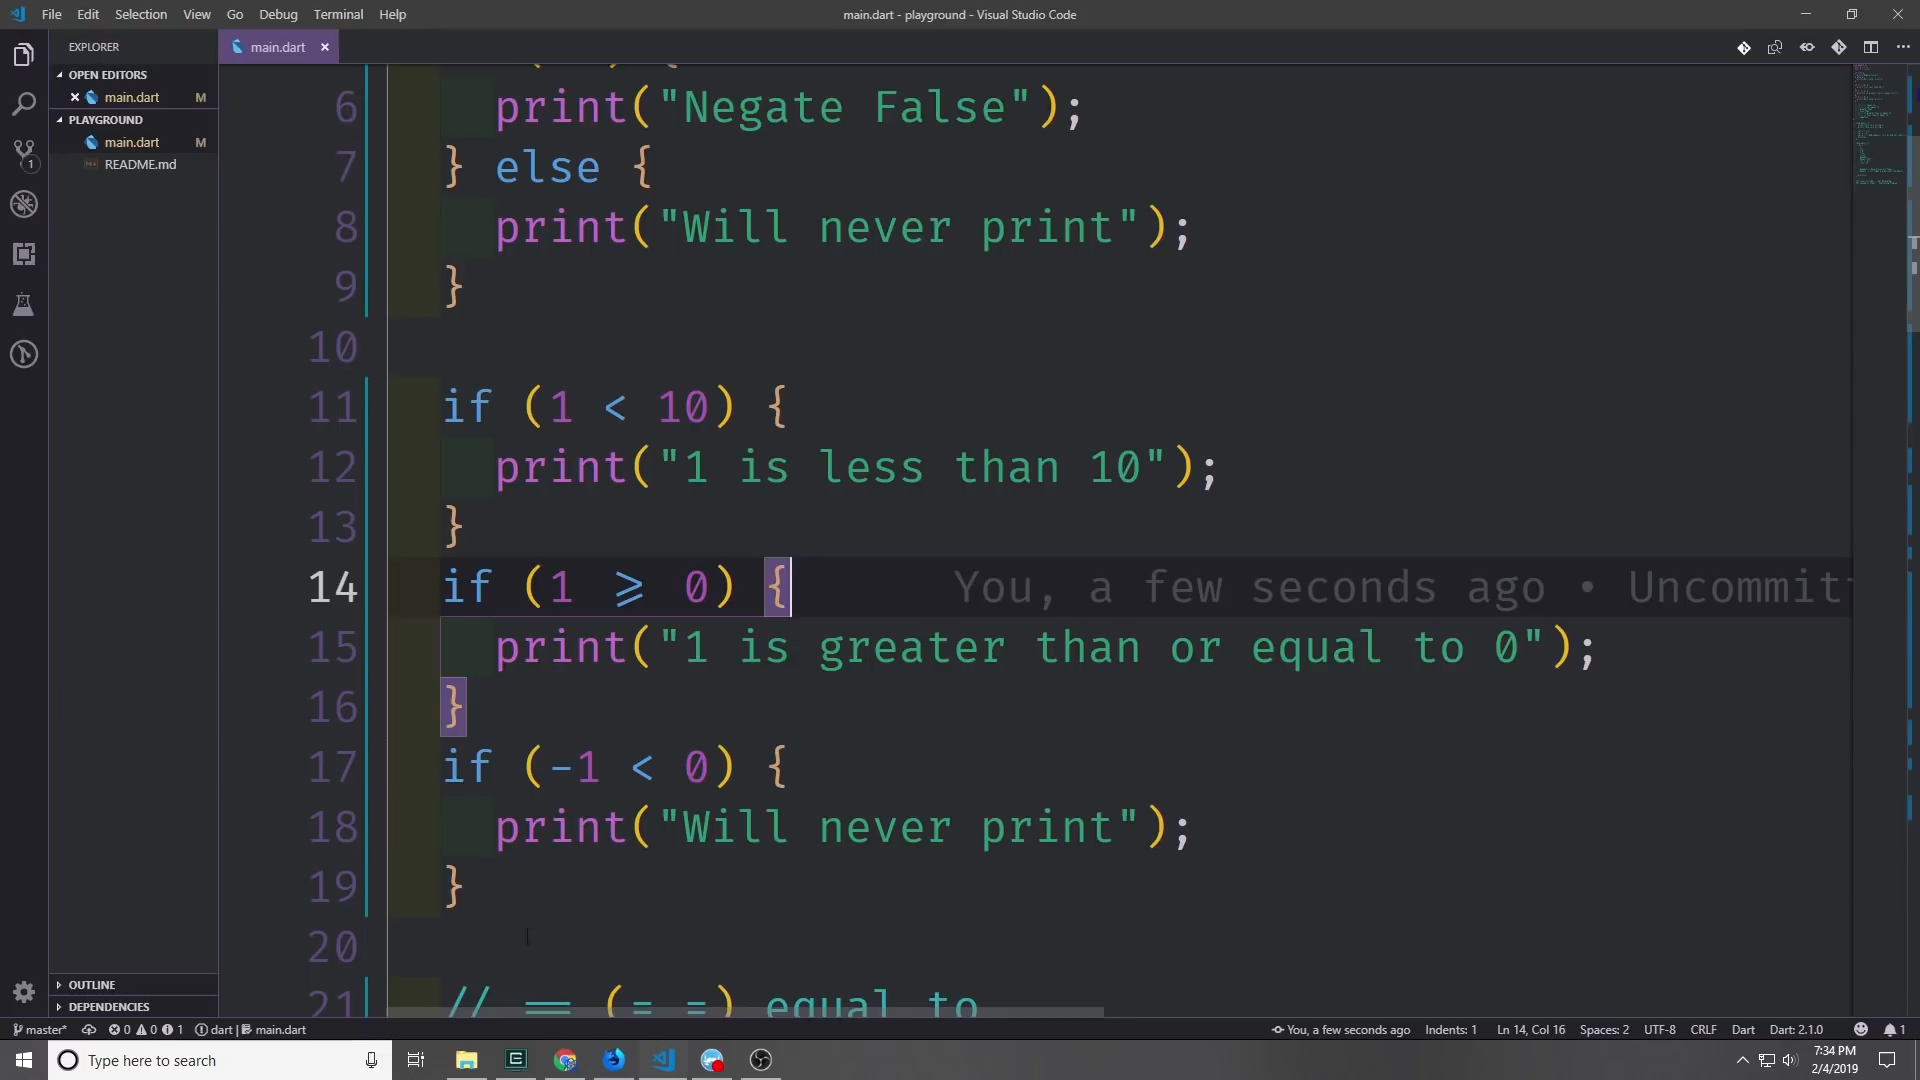 File Edit Selection View Go Debug Terminal Help
main.dart - playground - Visual Studio Code
EXPLORER
main.dart
OPEN EDITORS
main.dart M
PLAYGROUND
main.dart M
README.md
1
6 print("Negate False");
7 } else {
8 print("Will never print");
9 }
10
11 if (1 < 10) {
12 print("1 is less than 10");
13 }
14 if (1 >= 0) { You, a few seconds ago • Uncommitt
15 print("1 is greater than or equal to 0");
16 }
17 if (-1 < 0) {
18 print("Will never print");
19 }
20
21 // == (= =) equal to
OUTLINE
DEPENDENCIES
master* 0 0 1 dart | main.dart
You, a few seconds ago Indents: 1 Ln 14, Col 16 Spaces: 2 UTF-8 CRLF Dart Dart: 2.1.0 1
Type here to search
7:34 PM
2/4/2019